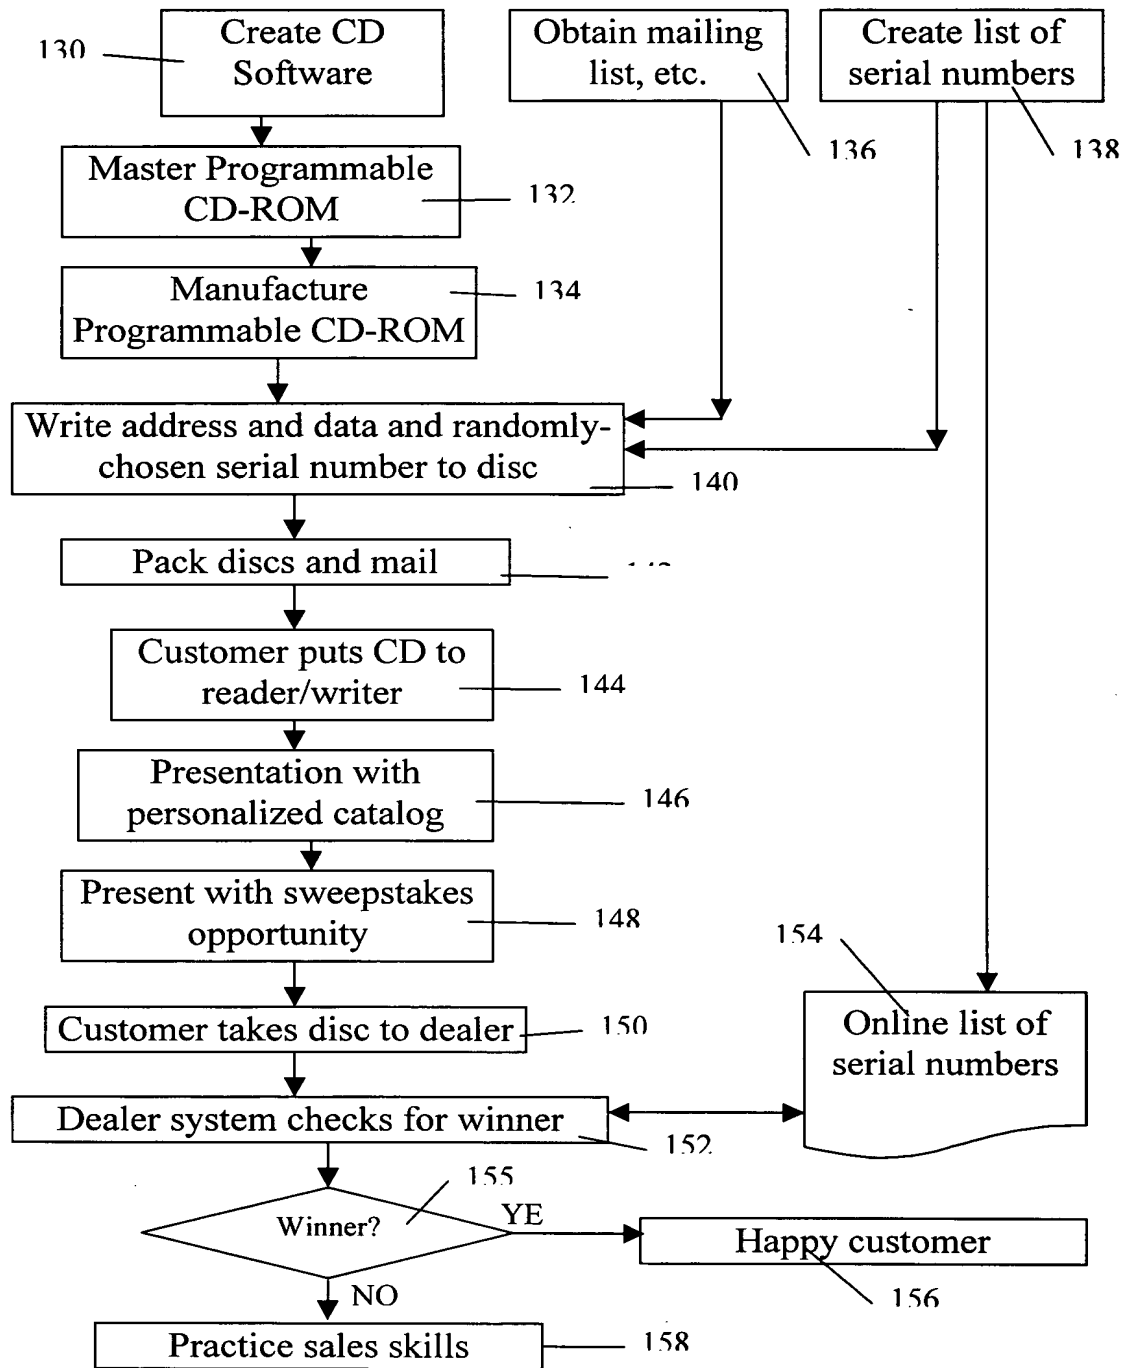 Create CD
Software
130
Obtain mailing
list, etc.
136
Create list of
serial numbers
138
Master Programmable
CD-ROM
132
Manufacture
Programmable CD-ROM
134
Write address and data and randomly-
chosen serial number to disc
140
Pack discs and mail
Customer puts CD to
reader/writer
144
Presentation with
personalized catalog
146
Present with sweepstakes
opportunity
148
154
Online list of
serial numbers
Customer takes disc to dealer
150
Dealer system checks for winner
152
155
Winner?
YE
Happy customer
156
NO
Practice sales skills
158